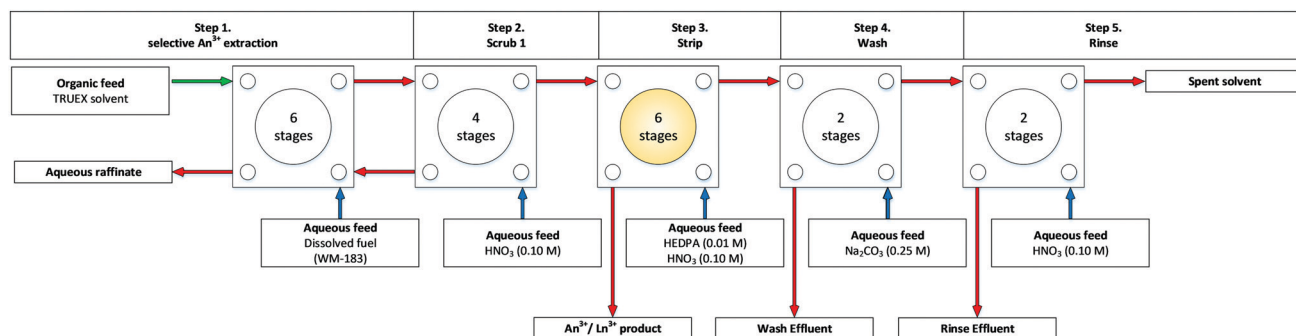 Step 1.
selective An³⁺ extraction
Step 2.
Scrub 1
Step 3.
Strip
Step 4.
Wash
Step 5.
Rinse
Organic feed
TRUEX solvent
6
stages
4
stages
6
stages
2
stages
2
stages
Spent solvent
Aqueous raffinate
Aqueous feed
Dissolved fuel
(WM-183)
Aqueous feed
HNO₃ (0.10 M)
Aqueous feed
HEDPA (0.01 M)
HNO₃ (0.10 M)
Aqueous feed
Na₂CO₃ (0.25 M)
Aqueous feed
HNO₃ (0.10 M)
An³⁺/ Ln³⁺ product
Wash Effluent
Rinse Effluent